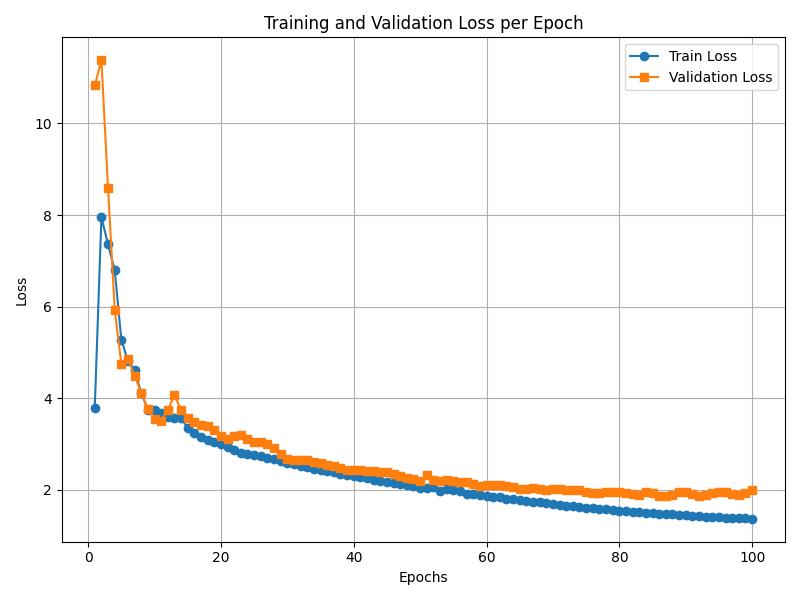 Training and Validation Loss per Epoch
Train Loss
Validation Loss
Loss
10
8
6
4
2
0 20 40 60 80 100
Epochs